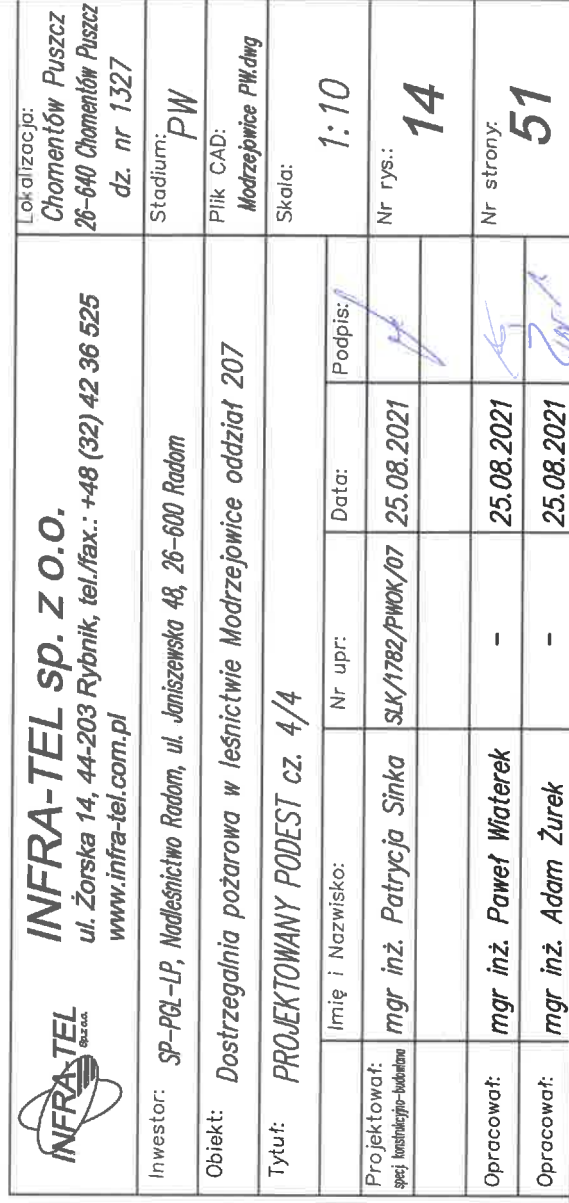 INFRA-TEL
Sp. z o.o.
INFRA-TEL sp. z o.o.
ul. Żorska 14, 44-203 Rybnik, tel./fax.: +48 (32) 42 36 525
www.infra-tel.com.pl
Lokalizacja:
Chomentów Puszcz
26-640 Chomentów Puszcz
dz. nr 1327
Inwestor: SP-PGL-LP, Nadleśnictwo Radom, ul. Janiszewska 48, 26-600 Radom
Stadium: PW
Obiekt: Dostrzegalnia pożarowa w leśnictwie Modrzejowice oddział 207
Plik CAD:
Modrzejowice PW.dwg
Tytuł: PROJEKTOWANY PODEST cz. 4/4
Skala:
1:10
Imię i Nazwisko: Nr upr: Data: Podpis:
Projektował: mgr inż. Patrycja Sinka SLK/1782/PWOK/07 25.08.2021
specj. konstrukcyjno-budowlana
Nr rys.:
14
Opracował: mgr inż. Paweł Wiaterek - 25.08.2021
Nr strony:
51
Opracował: mgr inż. Adam Żurek - 25.08.2021